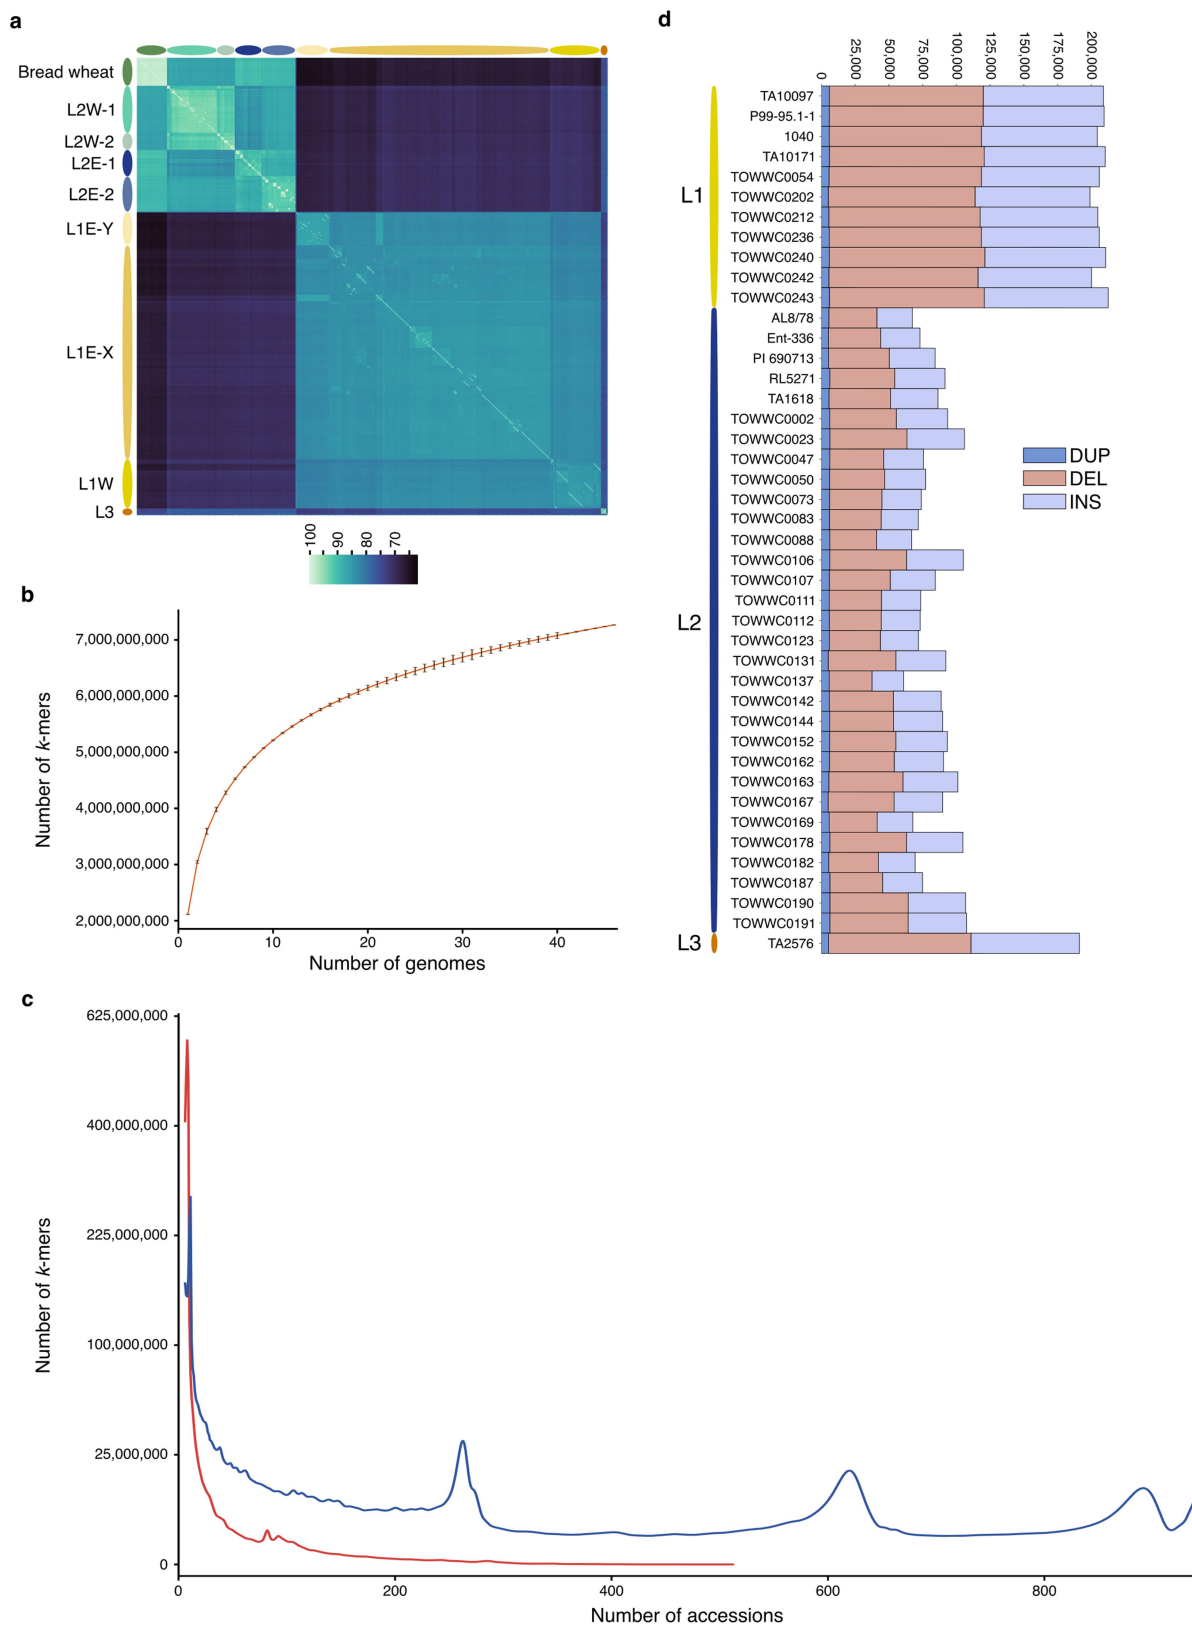 a
Bread wheat
L2W-1
L2W-2
L2E-1
L2E-2
L1E-Y
L1E-X
L1W
L3
100
90
80
70
b
Number of k-mers
7,000,000,000
6,000,000,000
5,000,000,000
4,000,000,000
3,000,000,000
2,000,000,000
0 10 20 30 40
Number of genomes
c
Number of k-mers
625,000,000
400,000,000
225,000,000
100,000,000
25,000,000
0
0 200 400 600 800
Number of accessions
d
0 25,000 50,000 75,000 100,000 125,000 150,000 175,000 200,000
L1
TA10097
P99-95.1-1
1040
TA10171
TOWWC0054
TOWWC0202
TOWWC0212
TOWWC0236
TOWWC0240
TOWWC0242
TOWWC0243
L2
AL8/78
Ent-336
PI 690713
RL5271
TA1618
TOWWC0002
TOWWC0023
TOWWC0047
TOWWC0050
TOWWC0073
TOWWC0083
TOWWC0088
TOWWC0106
TOWWC0107
TOWWC0111
TOWWC0112
TOWWC0123
TOWWC0131
TOWWC0137
TOWWC0142
TOWWC0144
TOWWC0152
TOWWC0162
TOWWC0163
TOWWC0167
TOWWC0169
TOWWC0178
TOWWC0182
TOWWC0187
TOWWC0190
TOWWC0191
L3
TA2576
DUP
DEL
INS